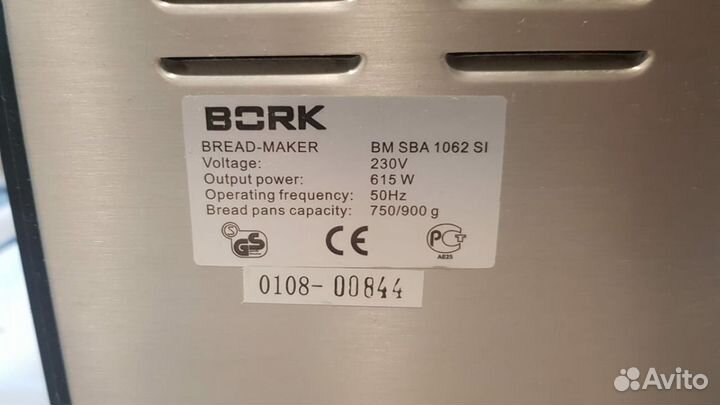 BORK
BREAD-MAKER BM SBA 1062 SI
Voltage: 230V
Output power: 615 W
Operating frequency: 50Hz
Bread pans capacity: 750/900 g
S GS CE PCT
AE25
0108-00844
Avito